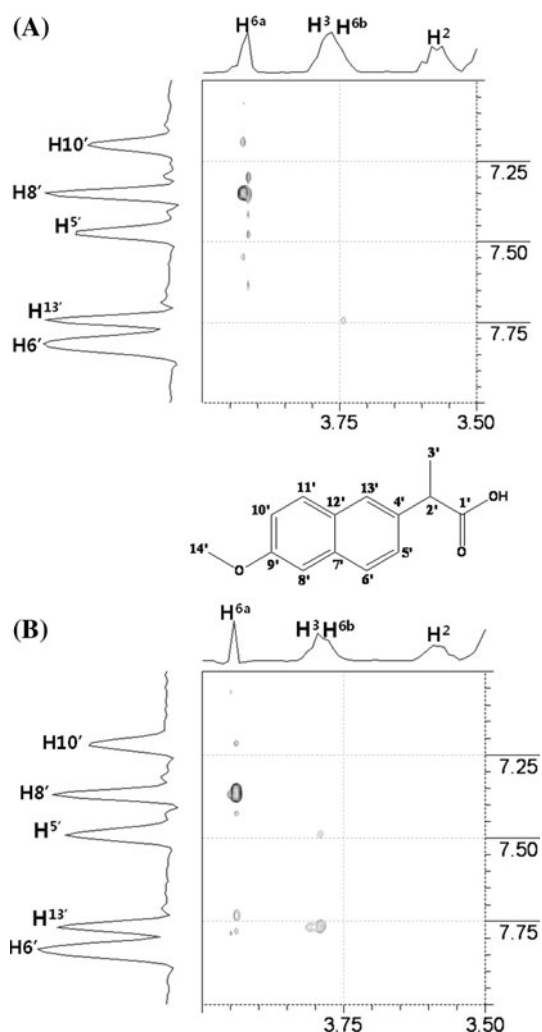 (A)
H6a H3 H6b H2
H10'
H8'
H5'
H13'
H6'
7.25
7.50
7.75
3.75 3.50
3'
11' 13' 4' 1' OH
10' 12' 2'
14' 9' 7' 5' O
O 8' 6'
(B)
H6a H3 H6b H2
H10'
H8'
H5'
H13'
H6'
7.25
7.50
7.75
3.75 3.50